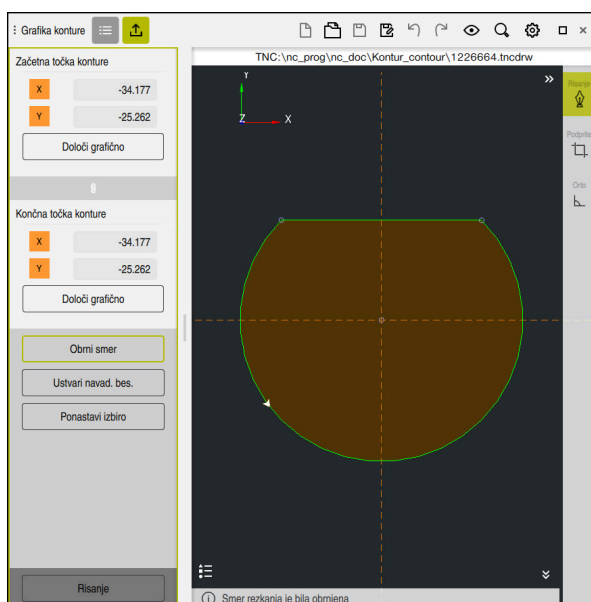 Grafika konture
TNC:\nc_prog\nc_doc\Kontur_contour\1226664.tncdrw
Začetna točka konture
X -34.177
Y -25.262
Določi grafično
Končna točka konture
X -34.177
Y -25.262
Določi grafično
Obrni smer
Ustvari navad. bes.
Ponastavi izbiro
Risanje
Y
Z X
Risanje
Podprite
Orto
Smer rezkanja je bila obrnjena